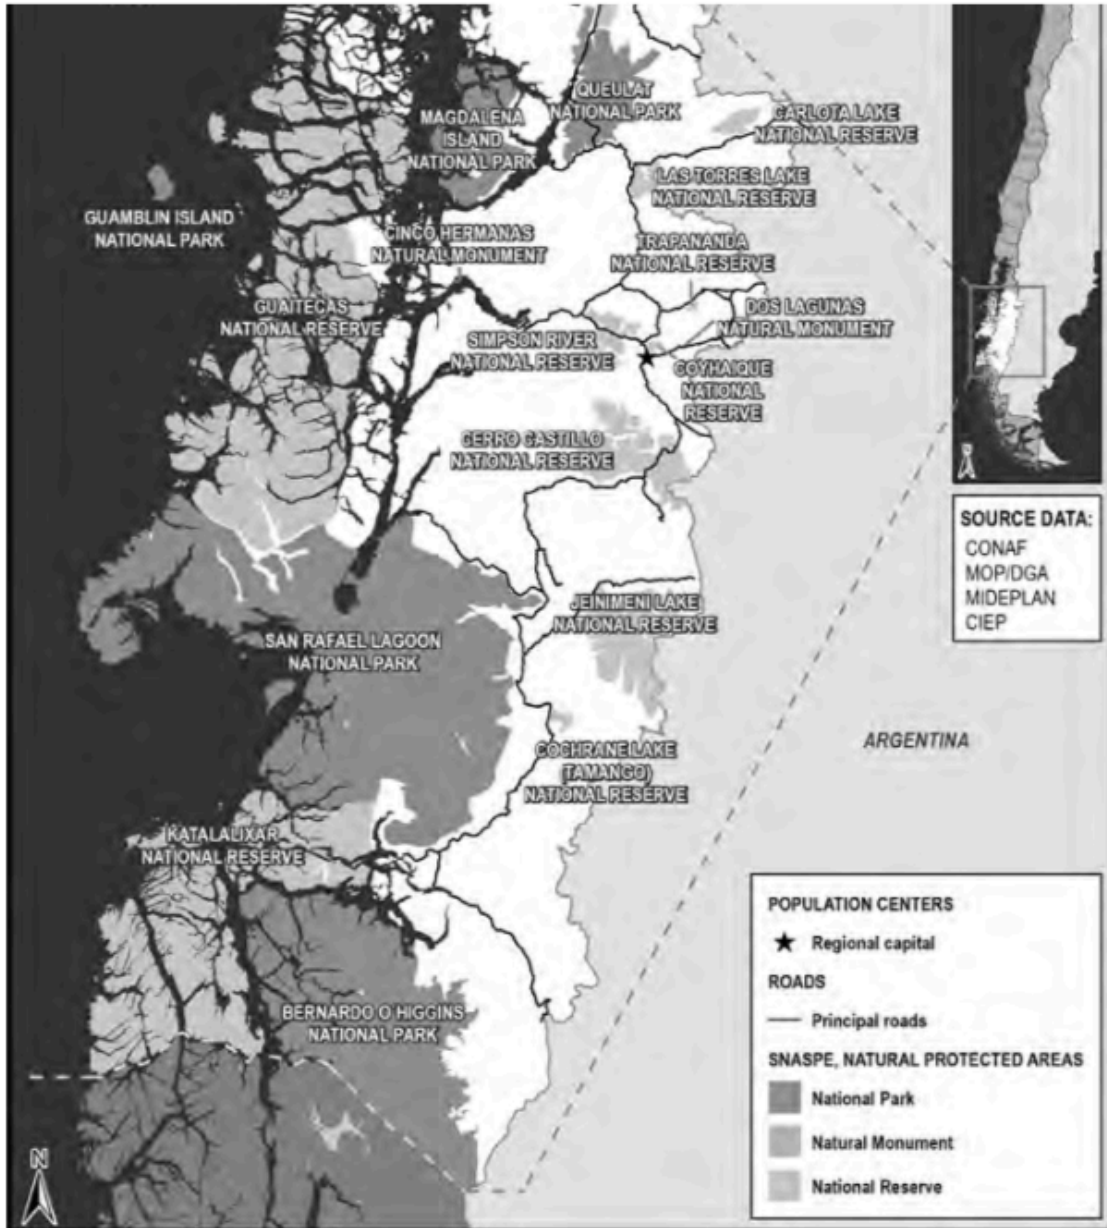 QUEULAT
NATIONAL PARK
CARLOTA LAKE
NATIONAL RESERVE
MAGDALENA
ISLAND
NATIONAL PARK
LAS TORRES LAKE
NATIONAL RESERVE
GUAMBLIN ISLAND
NATIONAL PARK
CINCO HERMANAS
NATURAL MONUMENT
TRAPANANDA
NATIONAL RESERVE
GUAITECAS
NATIONAL RESERVE
DOS LAGUNAS
NATURAL MONUMENT
SIMPSON RIVER
NATIONAL RESERVE
COYHAIQUE
NATIONAL
RESERVE
CERRO CASTILLO
NATIONAL RESERVE
N
SOURCE DATA:
CONAF
MOP/DGA
MIDEPLAN
CIEP
JEINIMENI LAKE
NATIONAL RESERVE
SAN RAFAEL LAGOON
NATIONAL PARK
ARGENTINA
COCHRANE LAKE
(TAMANGO)
NATIONAL RESERVE
KATALALIXAR
NATIONAL RESERVE
BERNARDO O'HIGGINS
NATIONAL PARK
POPULATION CENTERS
Regional capital
ROADS
Principal roads
SNASPE, NATURAL PROTECTED AREAS
National Park
Natural Monument
National Reserve
N